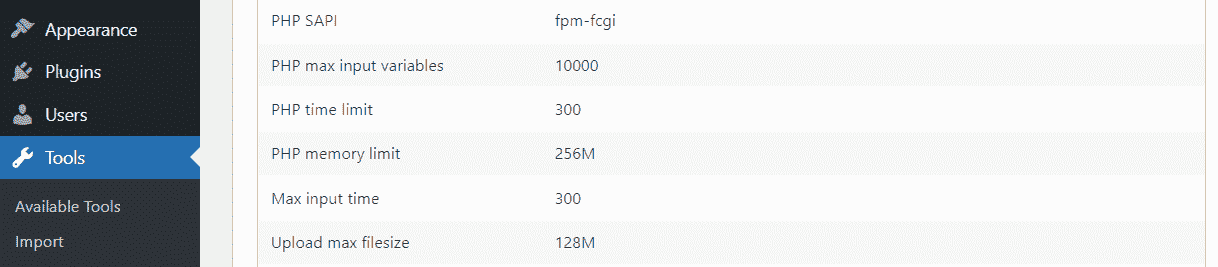 Appearance
Plugins
Users
Tools
Available Tools
Import
PHP SAPI fpm-fcgi
PHP max input variables 10000
PHP time limit 300
PHP memory limit 256M
Max input time 300
Upload max filesize 128M